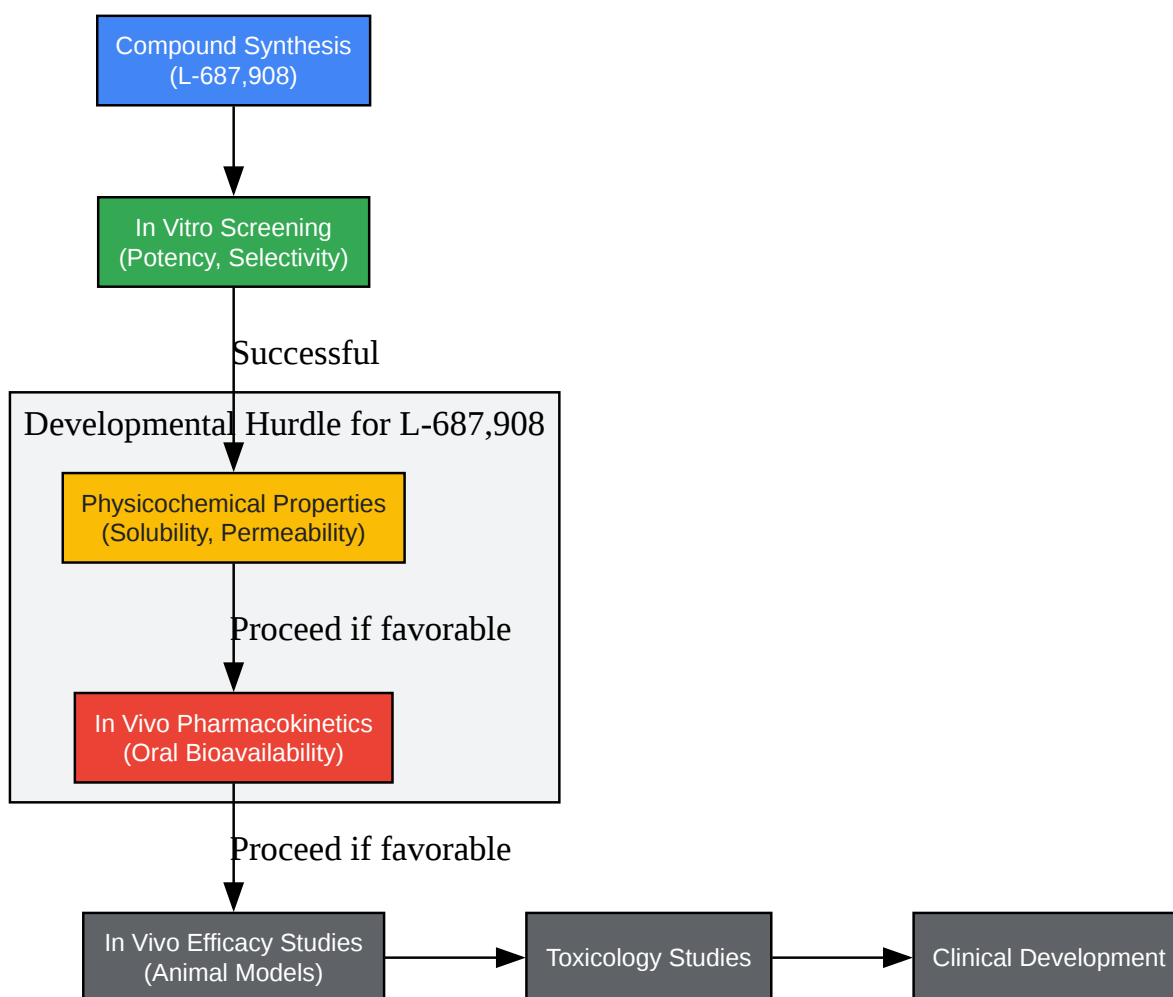 Compound Synthesis
(L-687,908)
In Vitro Screening
(Potency, Selectivity)
Successful
Developmental Hurdle for L-687,908
Physicochemical Properties
(Solubility, Permeability)
Proceed if favorable
In Vivo Pharmacokinetics
(Oral Bioavailability)
Proceed if favorable
In Vivo Efficacy Studies
(Animal Models)
Toxicology Studies
Clinical Development